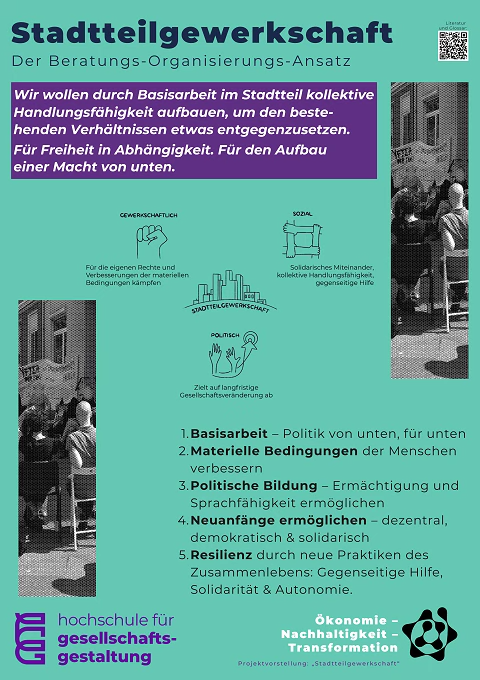 Stadtteilgewerkschaft
Der Beratungs-Organisierungs-Ansatz
Literatur
und Glossar
Wir wollen durch Basisarbeit im Stadtteil kollektive
Handlungsfähigkeit aufbauen, um den beste-
henden Verhältnissen etwas entgegenzusetzen.
Für Freiheit in Abhängigkeit. Für den Aufbau
einer Macht von unten.
GEWERKSCHAFTLICH
Für die eigenen Rechte und
Verbesserungen der materiellen
Bedingungen kämpfen
SOZIAL
Solidarisches Miteinander,
kollektive Handlungsfähigkeit,
gegenseitige Hilfe
STADTTEILGEWERKSCHAFT
POLITISCH
Zielt auf langfristige
Gesellschaftsveränderung ab
1. Basisarbeit – Politik von unten, für unten
2. Materielle Bedingungen der Menschen
verbessern
3. Politische Bildung – Ermächtigung und
Sprachfähigkeit ermöglichen
4. Neuanfänge ermöglichen – dezentral,
demokratisch & solidarisch
5. Resilienz durch neue Praktiken des
Zusammenlebens: Gegenseitige Hilfe,
Solidarität & Autonomie.
hochschule für
gesellschafts-
gestaltung
Ökonomie –
Nachhaltigkeit –
Transformation
Projektvorstellung: „Stadtteilgewerkschaft“